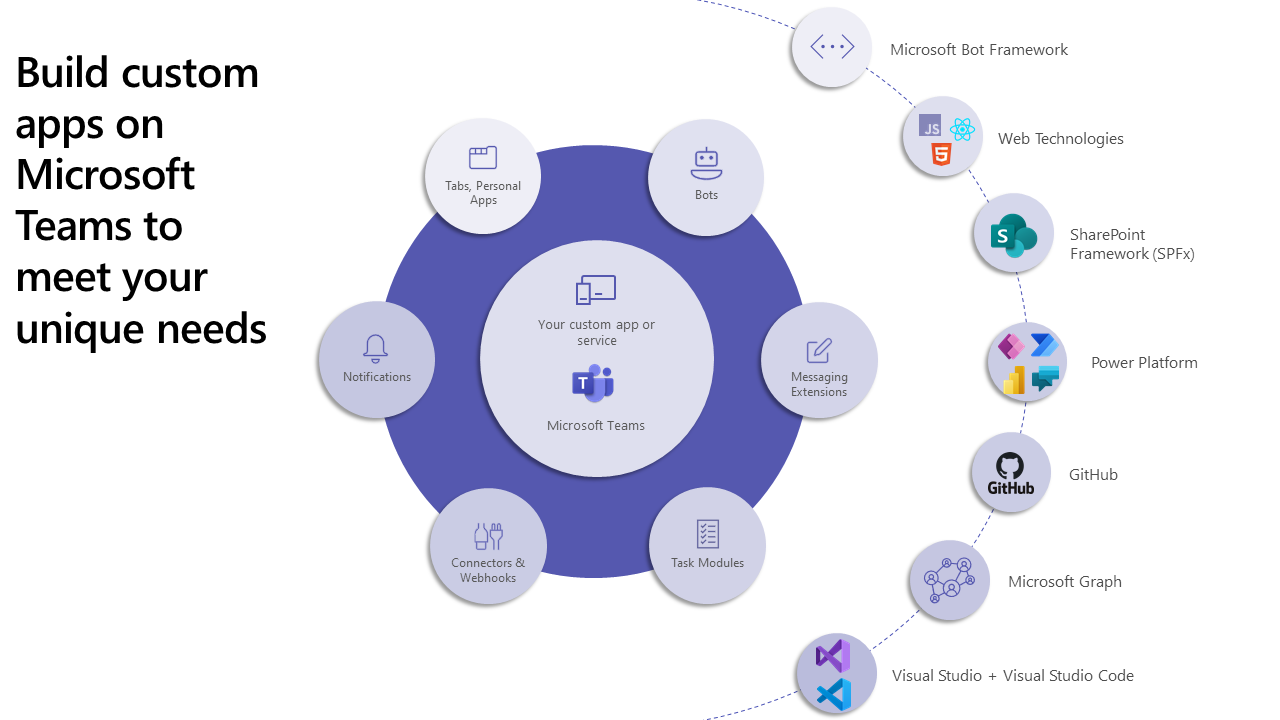 Build custom
apps on
Microsoft
Teams to
meet your
unique needs
Tabs, Personal
Apps
Bots
Notifications
Your custom app or
service
T
Microsoft Teams
Messaging
Extensions
Connectors &
Webhooks
Task Modules
Microsoft Bot Framework
JS
5
Web Technologies
S
SharePoint
Framework (SPFx)
Power Platform
GitHub
GitHub
Microsoft Graph
Visual Studio + Visual Studio Code